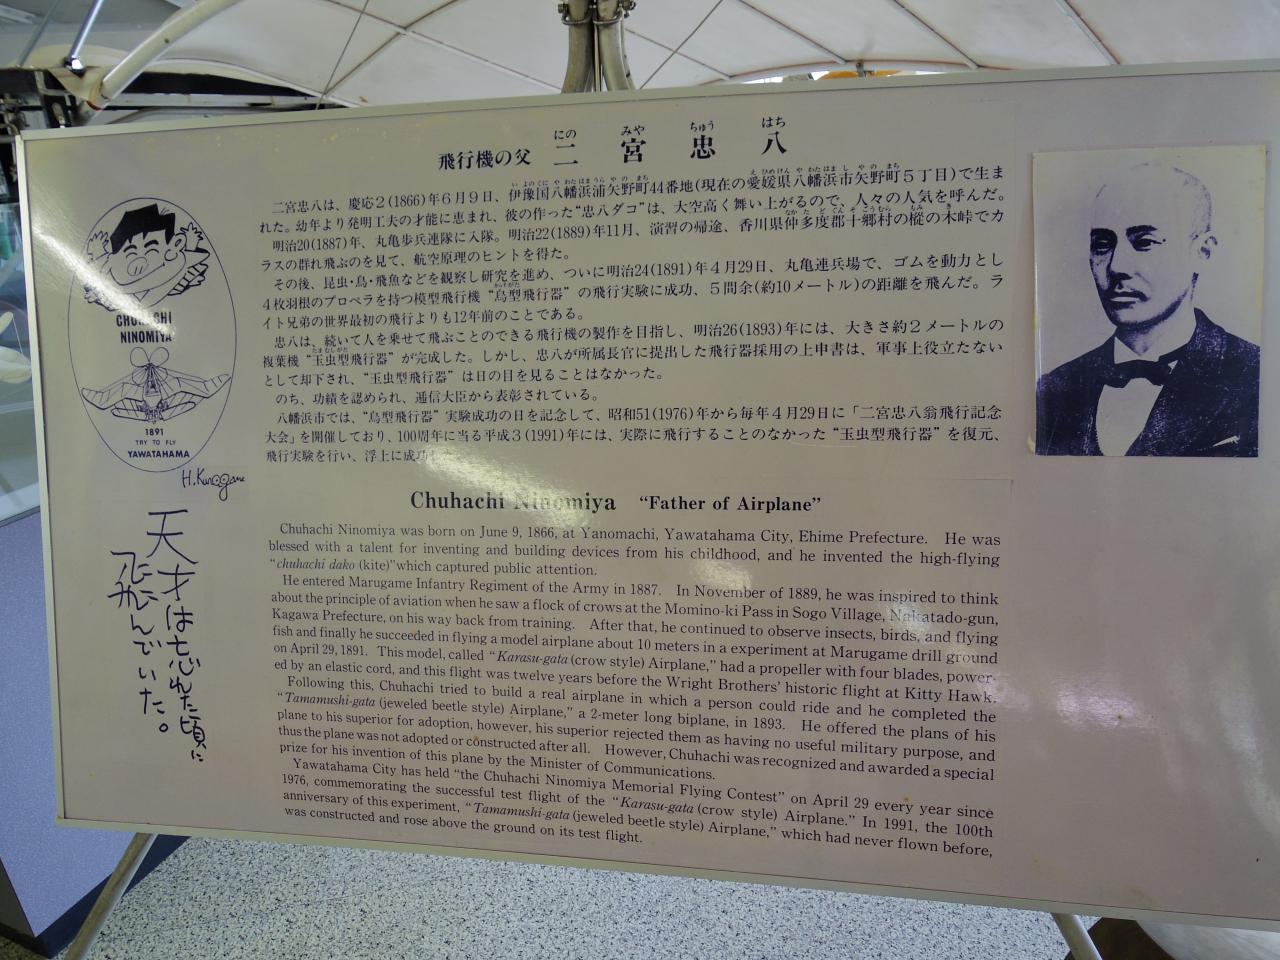 飛行機の父 二宮忠八
にの みや ちゅう はち
二宮忠八は、慶応2(1866)年6月9日、伊豫国八幡浜浦矢野町44番地(現在の愛媛県八幡浜市矢野町5丁目)で生ま
れた。幼年より発明工夫の才能に恵まれ、彼の作った“忠八ダコ”は、大空高く舞い上がるので、人々の人気を呼んだ。
明治20(1887)年、丸亀歩兵連隊に入隊。明治22(1889)年11月、演習の帰途、香川県仲多度郡十郷村の樅の木峠でカ
ラスの群れ飛ぶのを見て、航空原理のヒントを得た。
その後、昆虫・鳥・飛魚などを観察し研究を進め、ついに明治24(1891)年4月29日、丸亀連兵場で、ゴムを動力とし
4枚羽根のプロペラを持つ模型飛行機“烏型飛行器”の飛行実験に成功、5間余(約10メートル)の距離を飛んだ。ラ
イト兄弟の世界最初の飛行よりも12年前のことである。
忠八は、続いて人を乗せて飛ぶことのできる飛行機の製作を目指し、明治26(1893)年には、大きさ約2メートルの
複葉機“玉虫型飛行器”が完成した。しかし、忠八が所属長官に提出した飛行器採用の上申書は、軍事上役立たない
として却下され、“玉虫型飛行器”は日の目を見ることはなかった。
のち、功績を認められ、逓信大臣から表彰されている。
八幡浜市では、“烏型飛行器”実験成功の日を記念して、昭和51(1976)年から毎年4月29日に「二宮忠八翁飛行記念
大会」を開催しており、100周年に当る平成3(1991)年には、実際に飛行することのなかった“玉虫型飛行器”を復元、
飛行実験を行い、浮上に成功
CHUHACHI
NINOMIYA
1891
TRY TO FLY
YAWATAHAMA
H.Kurogane
天才は忘れた頃に
飛んでいた。
Chuhachi Ninomiya “Father of Airplane”
Chuhachi Ninomiya was born on June 9, 1866, at Yanomachi, Yawatahama City, Ehime Prefecture. He was
blessed with a talent for inventing and building devices from his childhood, and he invented the high-flying
“chuhachi dako (kite)”which captured public attention.
He entered Marugame Infantry Regiment of the Army in 1887. In November of 1889, he was inspired to think
about the principle of aviation when he saw a flock of crows at the Momino-ki Pass in Sogo Village, Nakatado-gun,
Kagawa Prefecture, on his way back from training. After that, he continued to observe insects, birds, and flying
fish and finally he succeeded in flying a model airplane about 10 meters in a experiment at Marugame drill ground
on April 29, 1891. This model, called “Karasu-gata (crow style) Airplane,” had a propeller with four blades, power-
ed by an elastic cord, and this flight was twelve years before the Wright Brothers’ historic flight at Kitty Hawk.
Following this, Chuhachi tried to build a real airplane in which a person could ride and he completed the
“Tamamushi-gata (jeweled beetle style) Airplane,” a 2-meter long biplane, in 1893. He offered the plans of his
plane to his superior for adoption, however, his superior rejected them as having no useful military purpose, and
thus the plane was not adopted or constructed after all. However, Chuhachi was recognized and awarded a special
prize for his invention of this plane by the Minister of Communications.
Yawatahama City has held “the Chuhachi Ninomiya Memorial Flying Contest” on April 29 every year since
1976, commemorating the successful test flight of the “Karasu-gata (crow style) Airplane.” In 1991, the 100th
anniversary of this experiment, “Tamamushi-gata (jeweled beetle style) Airplane,” which had never flown before,
was constructed and rose above the ground on its test flight.